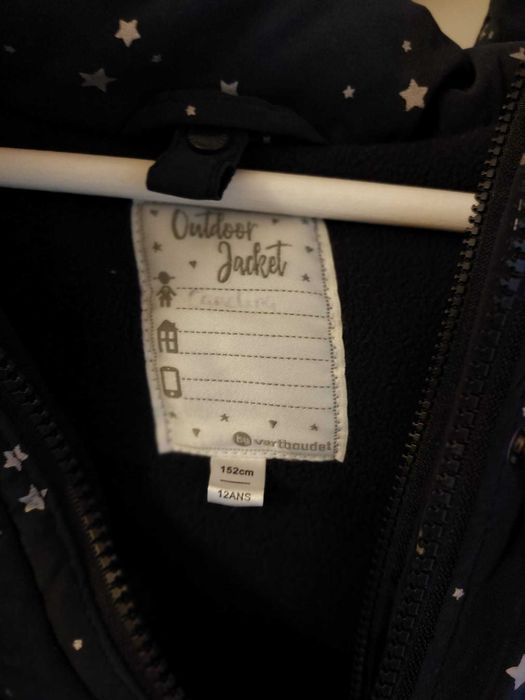 Outdoor
Jacket
vertbaudet
152cm
12ANS